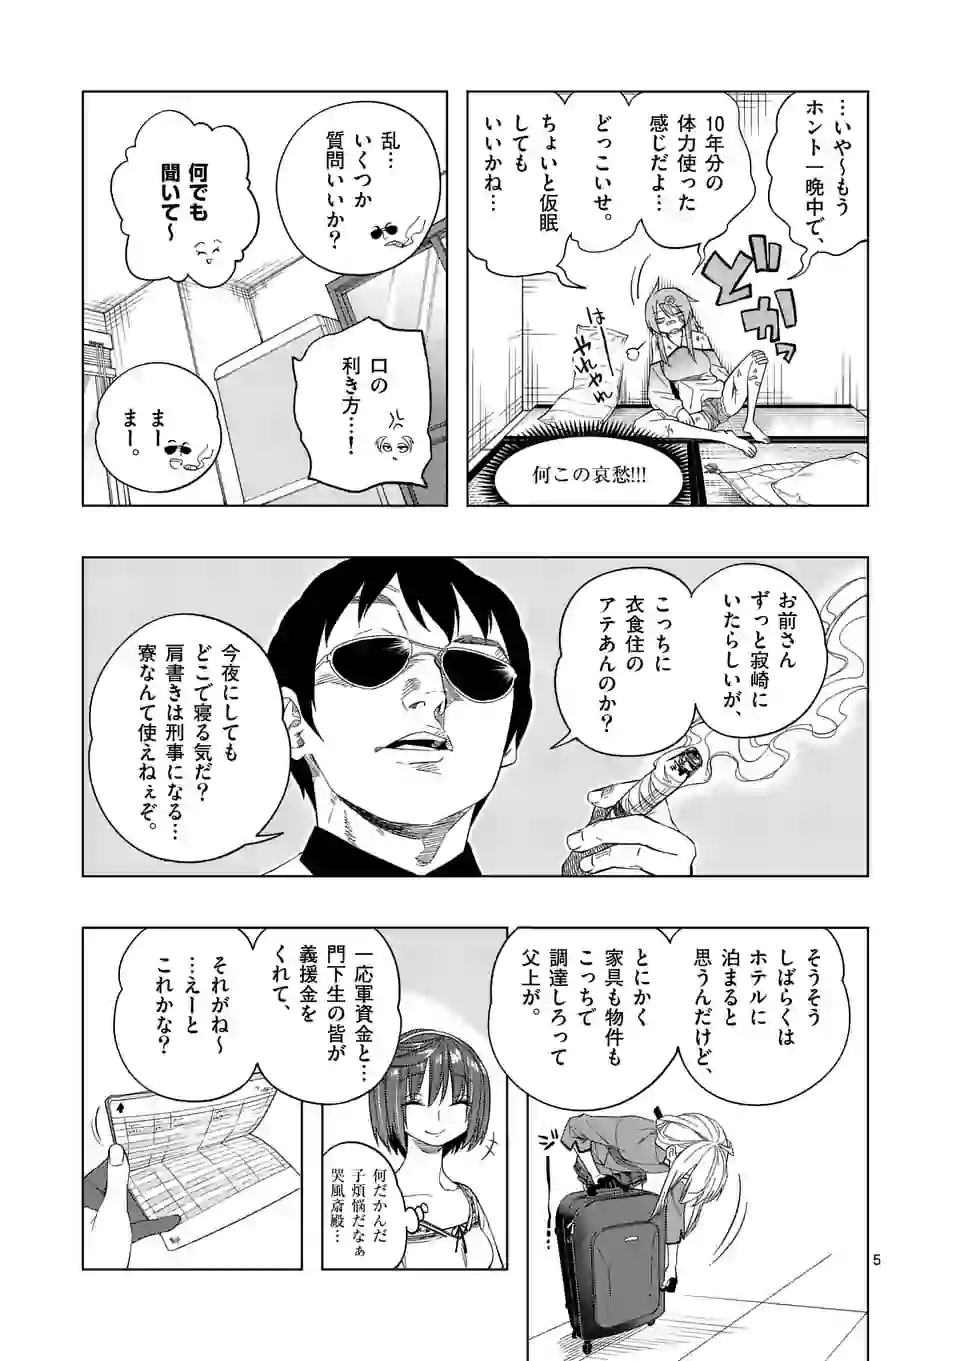 …いや〜もう
ホント一晩中で、
10年分の
体力使った
感じだよ…
どっこいせ。
ちょいと仮眠
しても
いいかね…
どかっ
はー
やれやれ
何この哀愁!!!
乱…
いくつか
質問いいか？
何でも
聞いて〜
口の
利き方…！
まー
まー。
お前さん
ずっと寂崎に
いたらしいが、
こっちに
衣食住の
アテあんのか？
今夜にしても
どこで寝る気だ？
肩書きは刑事になる…
寮なんて使えねぇぞ。
そうそう
しばらくは
ホテルに
泊まると
思うんだけど、
とにかく
家具も物件も
こっちで
調達しろって
父上が。
一応軍資金と…
門下生の皆が
義援金を
くれて、
何だかんだ
子煩悩だなぁ
哭風斎殿…
それがね〜
…えーと
これかな？
5